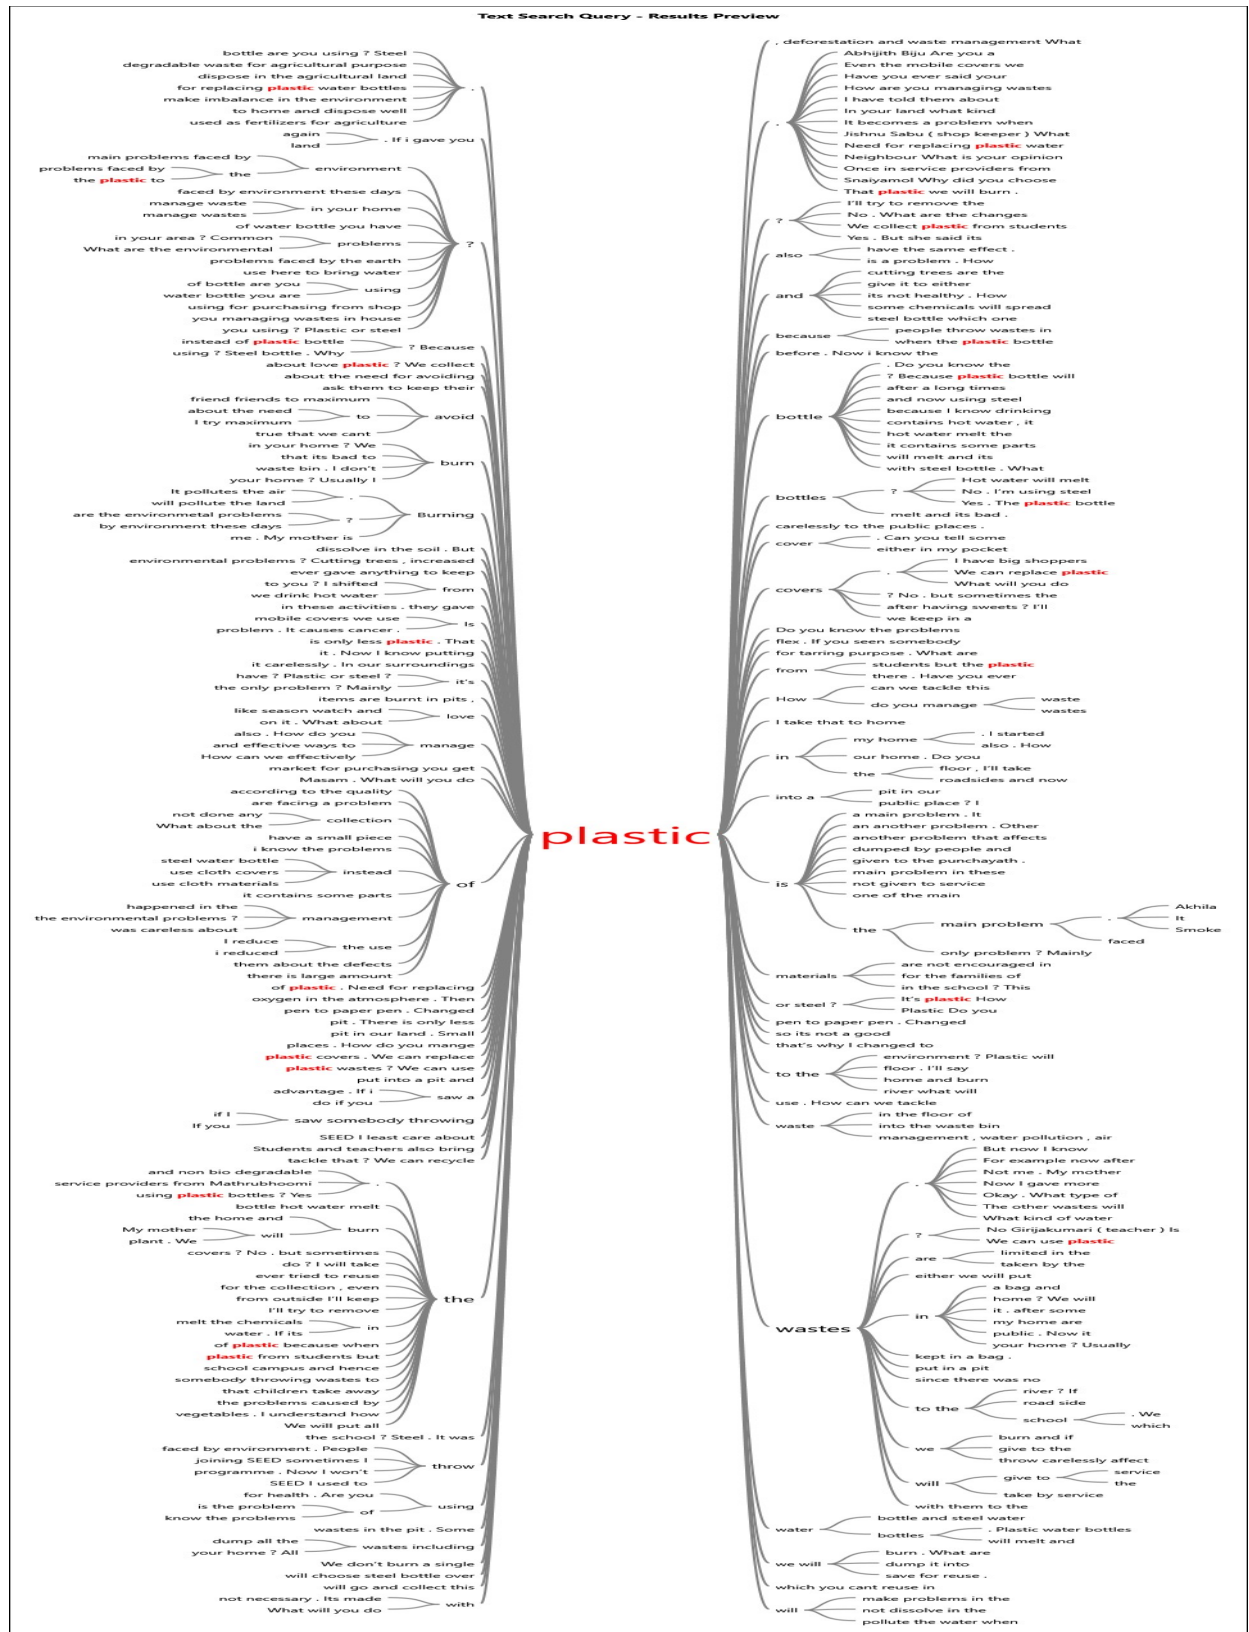 Text Search Query - Results Preview
bottle are you using ? Steel
degradable waste for agricultural purpose
dispose in the agricultural land
for replacing plastic water bottles
make imbalance in the environment
to home and dispose well
used as fertilizers for agriculture
.
again
land
. If i gave you
main problems faced by
problems faced by
the plastic to
the
environment
faced by environment these days
manage waste
manage wastes
in your home
of water bottle you have
in your area ? Common
What are the environmental
problems
problems faced by the earth
use here to bring water
of bottle are you
water bottle you are
using
using for purchasing from shop
you managing wastes in house
you using ? Plastic or steel
?
instead of plastic bottle
using ? Steel bottle . Why
? Because
about love plastic ? We collect
about the need for avoiding
ask them to keep their
friend friends to maximum
about the need
I try maximum
to
true that we cant
avoid
in your home ? We
that its bad to
waste bin . I don't
your home ? Usually I
burn
It pollutes the air
will pollute the land
.
are the environmetal problems
by environment these days
?
me . My mother is
Burning
dissolve in the soil . But
environmental problems ? Cutting trees , increased
ever gave anything to keep
to you ? I shifted
we drink hot water
from
in these activities . they gave
mobile covers we use
problem . It causes cancer .
Is
is only less plastic . That
it . Now I know putting
it carelessly . In our surroundings
have ? Plastic or steel ?
the only problem ? Mainly
it's
items are burnt in pits ,
like season watch and
on it . What about
love
also . How do you
and effective ways to
How can we effectively
manage
market for purchasing you get
Masam . What will you do
according to the quality
are facing a problem
not done any
What about the
collection
have a small piece
i know the problems
steel water bottle
use cloth covers
use cloth materials
instead
it contains some parts
happened in the
the environmental problems ?
was careless about
management
I reduce
i reduced
the use
them about the defects
there is large amount
of
of plastic . Need for replacing
oxygen in the atmosphere . Then
pen to paper pen . Changed
pit . There is only less
pit in our land . Small
places . How do you mange
plastic covers . We can replace
plastic wastes ? We can use
put into a pit and
advantage . If i
do if you
saw a
if I
If you
saw somebody throwing
SEED I least care about
Students and teachers also bring
tackle that ? We can recycle
and non bio degradable
service providers from Mathrubhoomi
using plastic bottles ? Yes
.
bottle hot water melt
the home and
My mother
plant . We
will
burn
covers ? No . but sometimes
do ? I will take
ever tried to reuse
for the collection , even
from outside I'll keep
I'll try to remove
melt the chemicals
water . If its
in
of plastic because when
plastic from students but
school campus and hence
somebody throwing wastes to
that children take away
the problems caused by
vegetables . I understand how
We will put all
the
the school ? Steel . It was
faced by environment . People
joining SEED sometimes I
programme . Now I won't
SEED I used to
throw
for health . Are you
is the problem
know the problems
of
using
wastes in the pit . Some
dump all the
your home ? All
wastes including
We don't burn a single
will choose steel bottle over
will go and collect this
not necessary . Its made
What will you do
with
plastic
, deforestation and waste management What
.
Abhijith Biju Are you a
Even the mobile covers we
Have you ever said your
How are you managing wastes
I have told them about
In your land what kind
It becomes a problem when
Jishnu Sabu ( shop keeper ) What
Need for replacing plastic water
Neighbour What is your opinion
Once in service providers from
Snaiyamol Why did you choose
That plastic we will burn .
?
I'll try to remove the
No . What are the changes
We collect plastic from students
Yes . But she said its
also
have the same effect .
is a problem . How
and
cutting trees are the
give it to either
its not healthy . How
some chemicals will spread
steel bottle which one
because
people throw wastes in
when the plastic bottle
before . Now i know the
bottle
. Do you know the
? Because plastic bottle will
after a long times
and now using steel
because I know drinking
contains hot water , it
hot water melt the
it contains some parts
will melt and its
with steel bottle . What
bottles
?
Hot water will melt
No . I'm using steel
Yes . The plastic bottle
melt and its bad .
carelessly to the public places .
cover
. Can you tell some
either in my pocket
covers
.
I have big shoppers
We can replace plastic
What will you do
? No . but sometimes the
after having sweets ? I'll
we keep in a
Do you know the problems
flex . If you seen somebody
for tarring purpose . What are
from
students but the plastic
there . Have you ever
How
can we tackle this
do you manage
waste
wastes
I take that to home
in
my home
. I started
also . How
our home . Do you
the
floor , I'll take
roadsides and now
into a
pit in our
public place ? I
is
a main problem . It
an another problem . Other
another problem that affects
dumped by people and
given to the punchayath .
main problem in these
not given to service
one of the main
the
main problem
.
Akhila
It
Smoke
faced
only problem ? Mainly
materials
are not encouraged in
for the families of
in the school ? This
or steel ?
It's plastic How
Plastic Do you
pen to paper pen . Changed
so its not a good
that's why I changed to
to the
environment ? Plastic will
floor . I'll say
home and burn
river what will
use . How can we tackle
waste
in the floor of
into the waste bin
management , water pollution , air
wastes
.
But now I know
For example now after
Not me . My mother
Now I gave more
Okay . What type of
The other wastes will
What kind of water
?
No Girijakumari ( teacher ) Is
We can use plastic
are
limited in the
taken by the
either we will put
in
a bag and
home ? We will
it . after some
my home are
public . Now it
your home ? Usually
kept in a bag .
put in a pit
since there was no
to the
river ? If
road side
school
. We
which
we
burn and if
give to the
throw carelessly affect
will
give to
service
the
take by service
with them to the
water
bottle and steel water
bottles
. Plastic water bottles
will melt and
we will
burn . What are
dump it into
save for reuse .
which you cant reuse in
will
make problems in the
not dissolve in the
pollute the water when